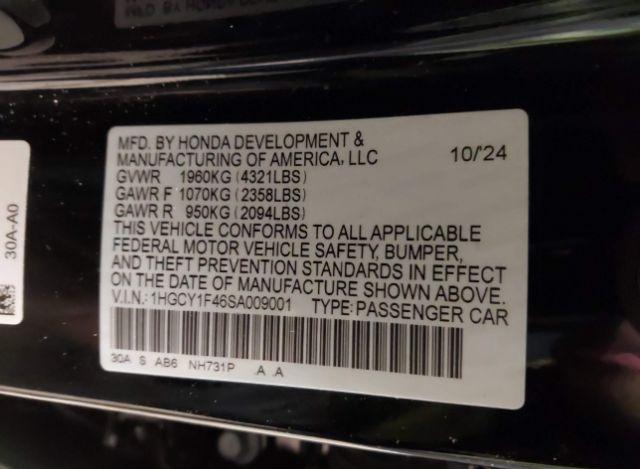 MFD. BY HONDA DEVELOPMENT &
MANUFACTURING OF AMERICA, LLC 10/'24
GVWR 1960KG (4321LBS)
GAWR F 1070KG (2358LBS)
GAWR R 950KG (2094LBS)
THIS VEHICLE CONFORMS TO ALL APPLICABLE
FEDERAL MOTOR VEHICLE SAFETY, BUMPER,
AND THEFT PREVENTION STANDARDS IN EFFECT
ON THE DATE OF MANUFACTURE SHOWN ABOVE.
V.I.N.: 1HGCY1F46SA009001 TYPE:PASSENGER CAR
30A S AB6 NH731P .A .A
30A-A0